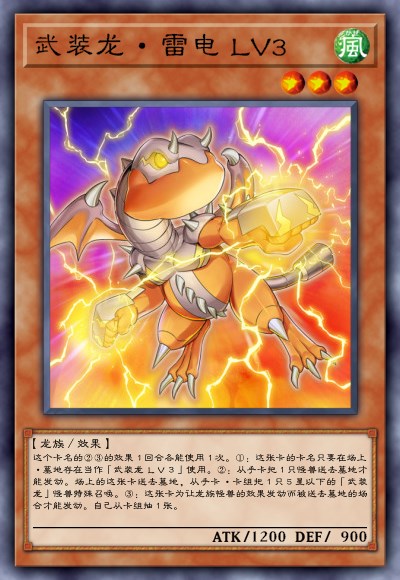 武装龙・雷电 LV3
風
【龙族／效果】
这个卡名的②③的效果1回合各能使用1次。①：这张卡的卡名只要在场上
・墓地存在当作「武装龙 LV3」使用。②：从手卡把1只怪兽送去墓地才
能发动。场上的这张卡送去墓地，从手卡・卡组把1只5星以下的「武装
龙」怪兽特殊召唤。③：这张卡为让龙族怪兽的效果发动而被送去墓地的场
合才能发动。自己从卡组抽1张。
ATK/1200 DEF/ 900